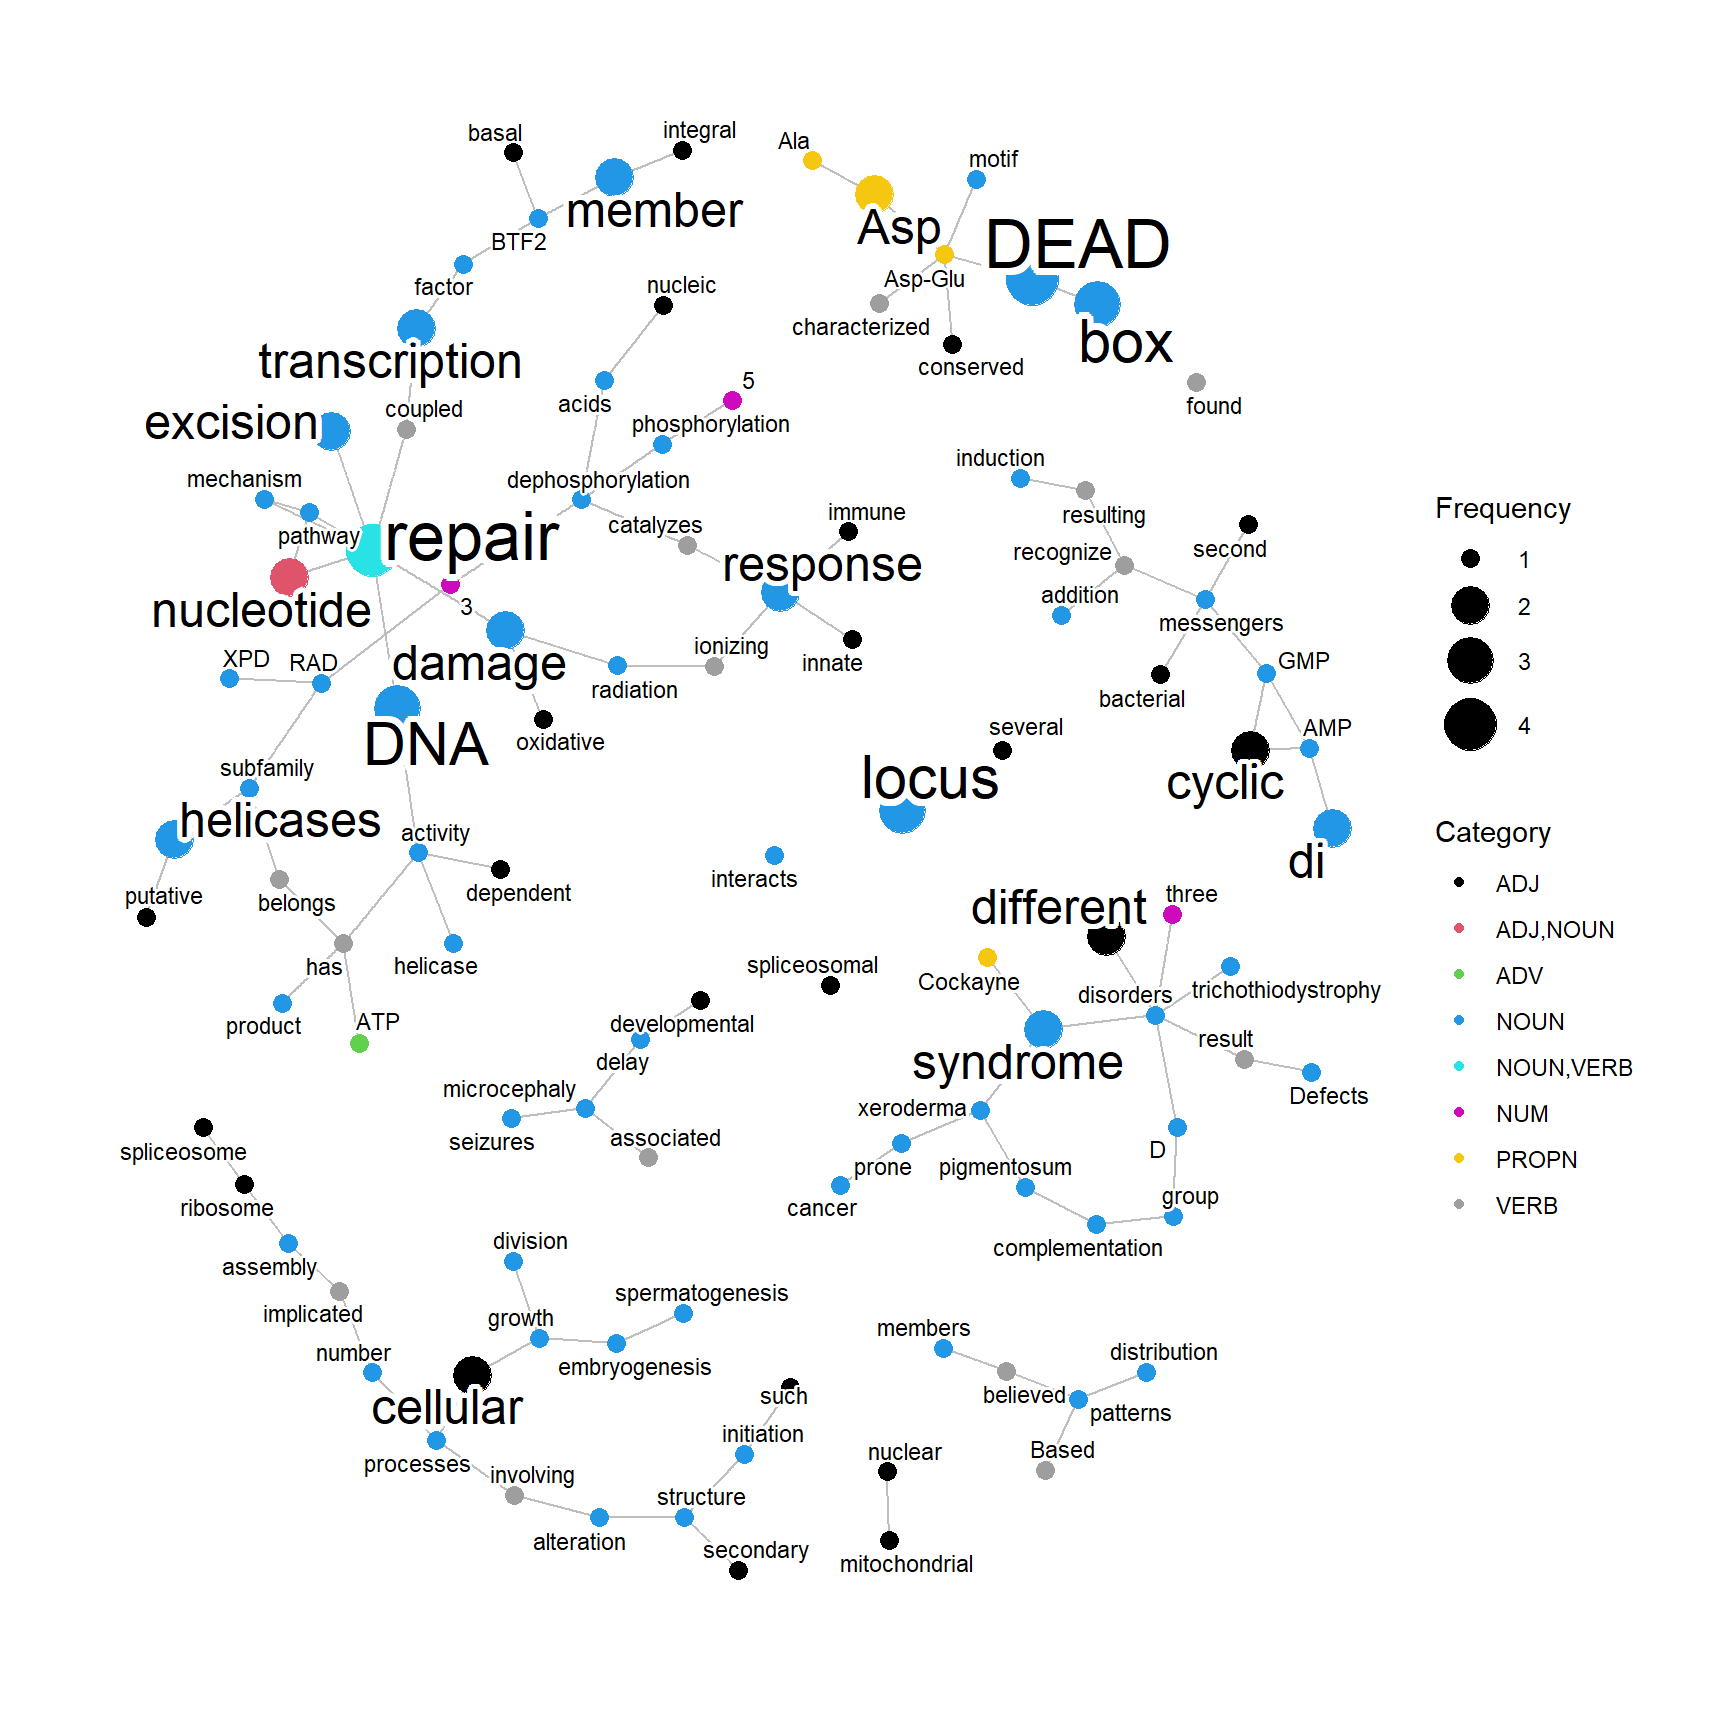 basal
integral
member
BTF2
factor
transcription
coupled
excision
mechanism
pathway
repair
nucleotide
3
XPD
RAD
damage
DNA
oxidative
subfamily
helicases
putative
belongs
activity
dependent
has
helicase
product
ATP
nucleic
acids
5
phosphorylation
dephosphorylation
catalyzes
immune
response
ionizing
innate
radiation
Ala
motif
Asp
DEAD
Asp-Glu
characterized
conserved
box
found
induction
resulting
recognize
second
addition
messengers
bacterial
GMP
AMP
cyclic
di
several
locus
interacts
different
three
Cockayne
disorders
trichothiodystrophy
result
Defects
syndrome
xeroderma
prone
cancer
pigmentosum
D
group
complementation
spliceosomal
developmental
delay
microcephaly
seizures
associated
spliceosome
ribosome
assembly
implicated
number
division
growth
spermatogenesis
embryogenesis
cellular
processes
involving
such
initiation
structure
alteration
secondary
members
believed
distribution
patterns
Based
nuclear
mitochondrial
Frequency
1
2
3
4
Category
ADJ
ADJ,NOUN
ADV
NOUN
NOUN,VERB
NUM
PROPN
VERB